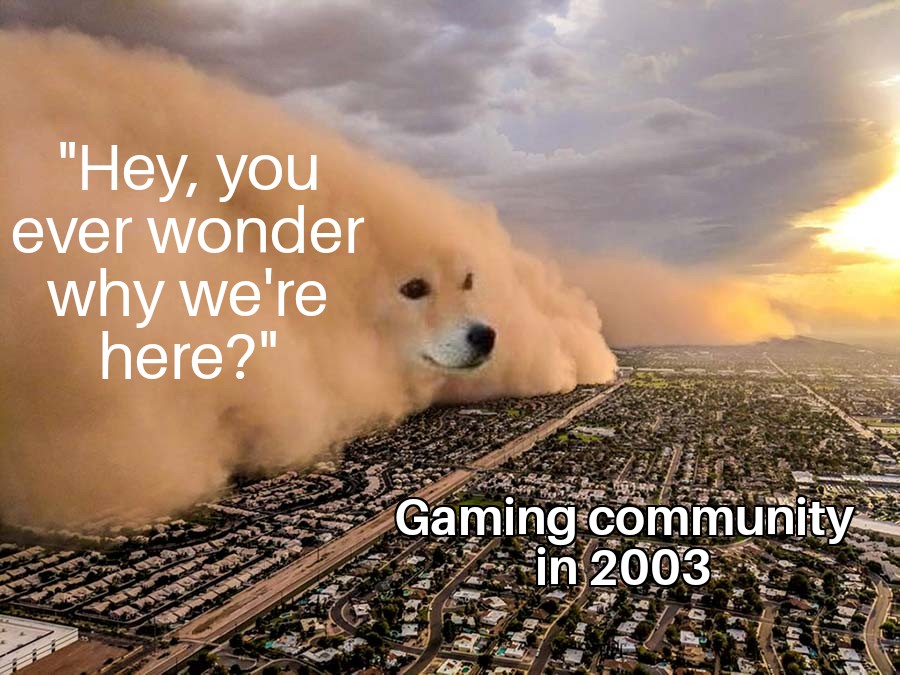 "Hey, you
ever wonder
why we're
here?"
Gaming community
in 2003